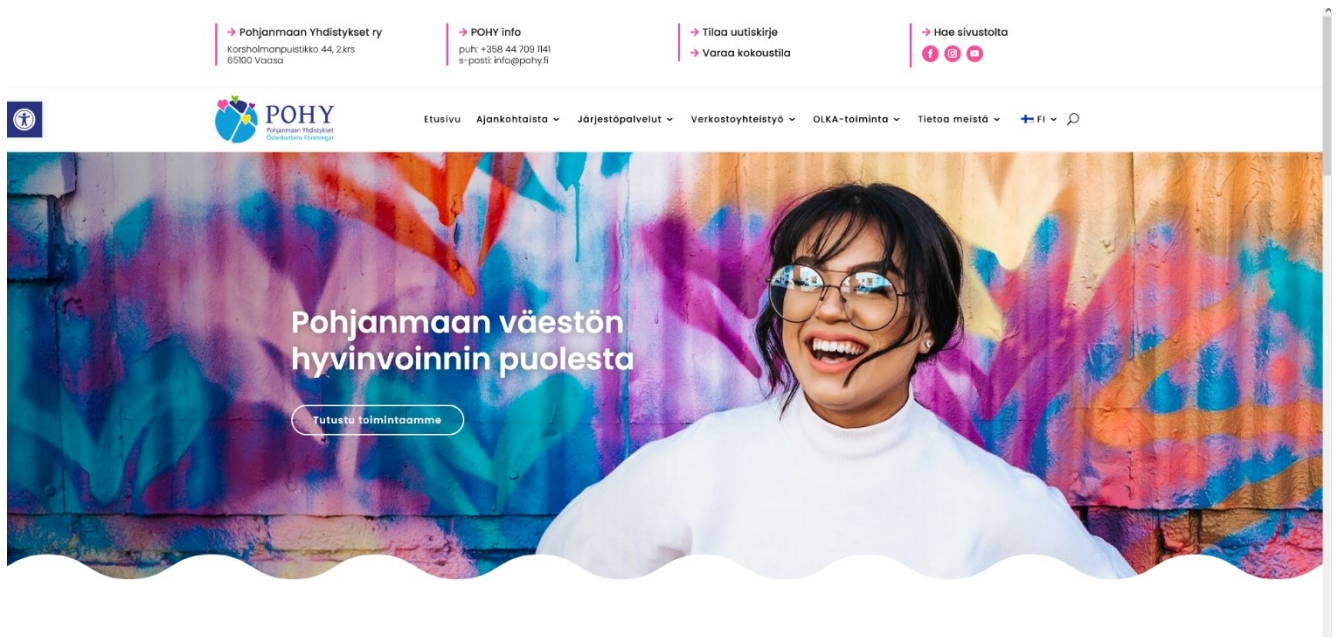 → Pohjanmaan Yhdistykset ry
Korsholmanpuistikko 44, 2.krs
65100 Vaasa
→ POHY info
puh: +358 44 709 1141
s-posti: info@pohy.fi
→ Tilaa uutiskirje
→ Varaa kokoustila
→ Hae sivustolta
POHY
Pohjanmaan Yhdistykset
Österbottens Föreningar
Etusivu Ajankohtaista Järjestöpalvelut Verkostoyhteistyö OLKA-toiminta Tietoa meistä FI
Pohjanmaan väestön
hyvinvoinnin puolesta
Tutustu toimintaamme